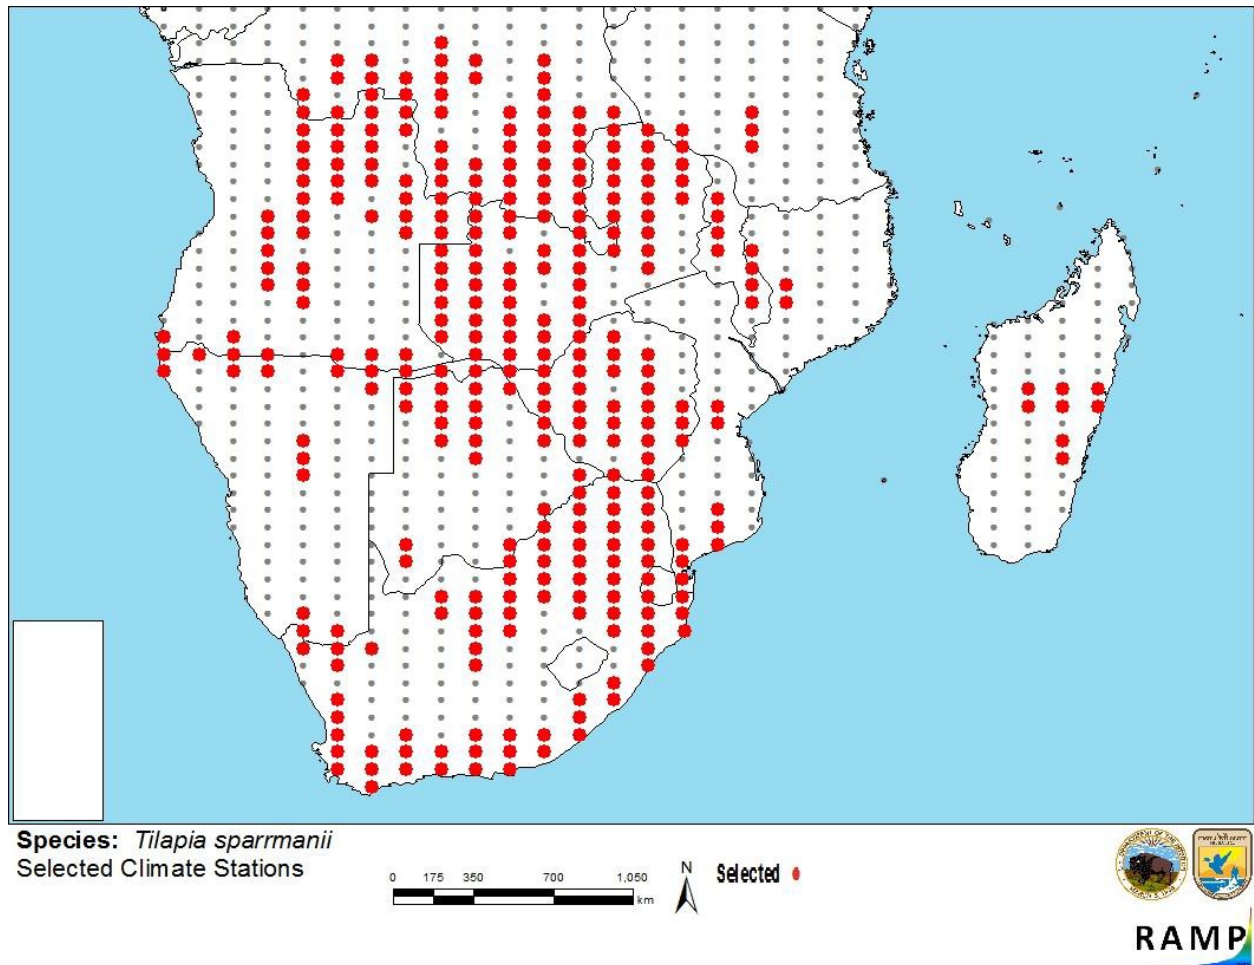 Species: Tilapia sparrmanii
Selected Climate Stations
0 175 350 700 1,050
km
N
Selected
RAMP